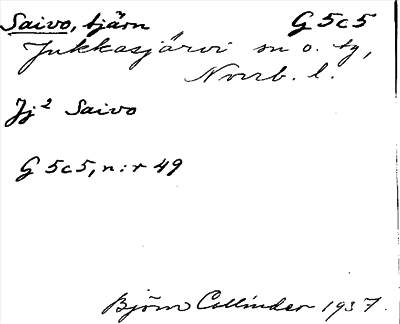 Saivo, tjärn G 5c5
Jukkasjärvi sn o. tg,
Norrb. l.
Jj² Saivo
G 5c5, n:r 49
Björn Collinder 1937.